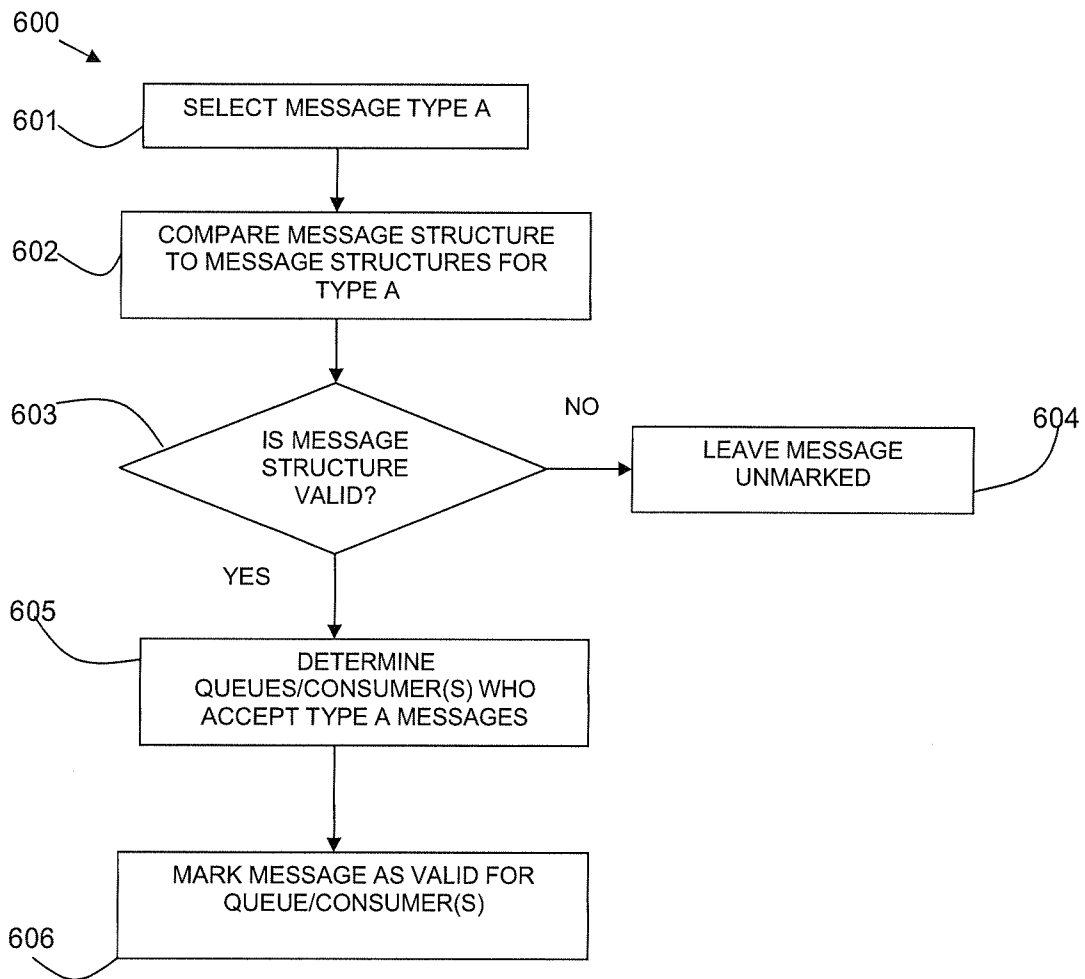 600
601
SELECT MESSAGE TYPE A
602
COMPARE MESSAGE STRUCTURE
TO MESSAGE STRUCTURES FOR
TYPE A
603
IS MESSAGE
STRUCTURE
VALID?
NO
604
LEAVE MESSAGE
UNMARKED
YES
605
DETERMINE
QUEUES/CONSUMER(S) WHO
ACCEPT TYPE A MESSAGES
MARK MESSAGE AS VALID FOR
QUEUE/CONSUMER(S)
606